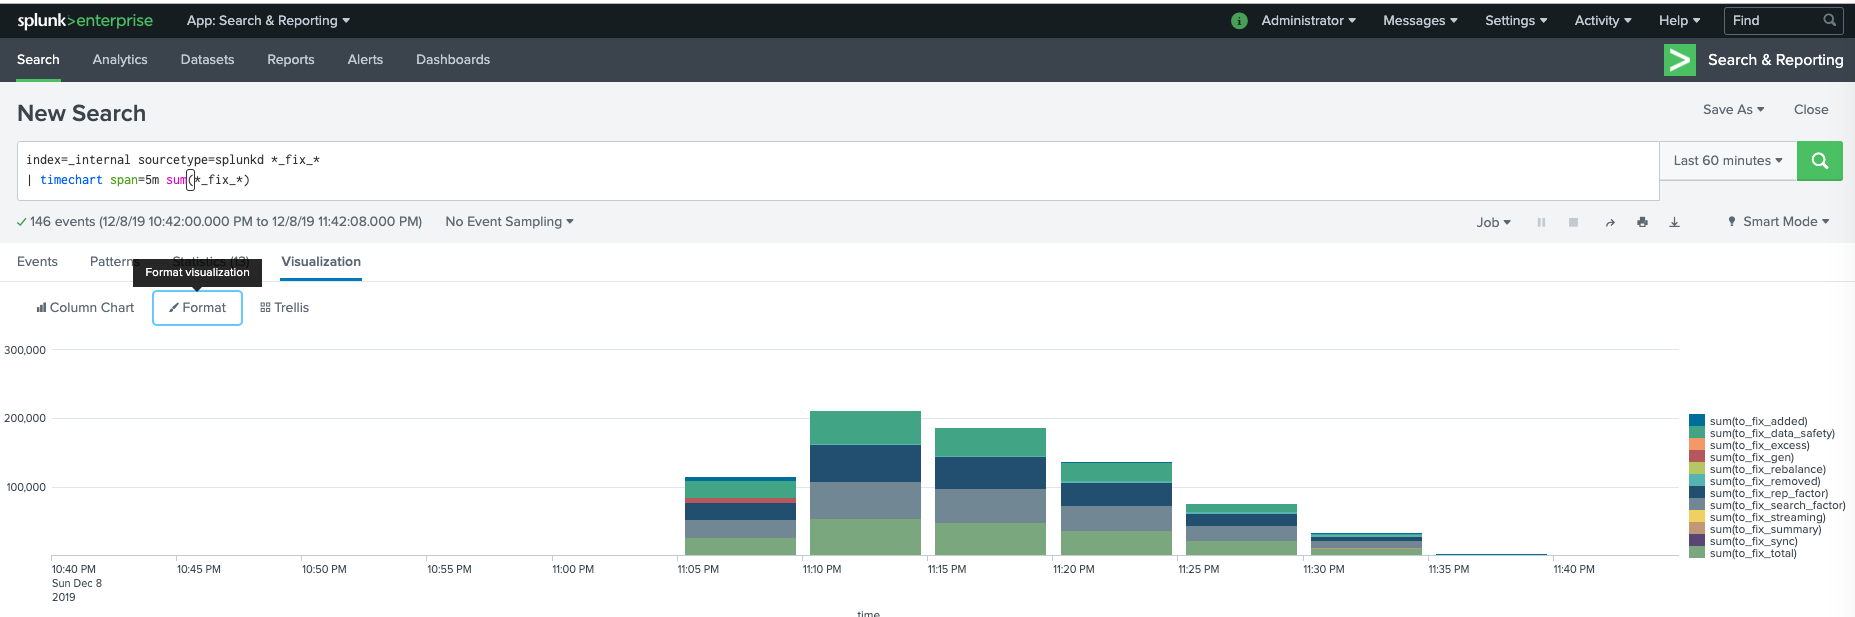 splunk>enterprise App: Search & Reporting i Administrator Messages Settings Activity Help Find
Search Analytics Datasets Reports Alerts Dashboards Search & Reporting
New Search
Save As Close
index=_internal sourcetype=splunkd *_fix_*
| timechart span=5m sum(*_fix_*)
Last 60 minutes
146 events (12/8/19 10:42:00.000 PM to 12/8/19 11:42:08.000 PM) No Event Sampling
Job Smart Mode
Events Patterns Statistics (13) Visualization
Format visualization
Column Chart Format Trellis
300,000
200,000
100,000
sum(to_fix_added)
sum(to_fix_data_safety)
sum(to_fix_excess)
sum(to_fix_gen)
sum(to_fix_rebalance)
sum(to_fix_removed)
sum(to_fix_rep_factor)
sum(to_fix_search_factor)
sum(to_fix_streaming)
sum(to_fix_summary)
sum(to_fix_sync)
sum(to_fix_total)
10:40 PM 10:45 PM 10:50 PM 10:55 PM 11:00 PM 11:05 PM 11:10 PM 11:15 PM 11:20 PM 11:25 PM 11:30 PM 11:35 PM 11:40 PM
Sun Dec 8
2019
time